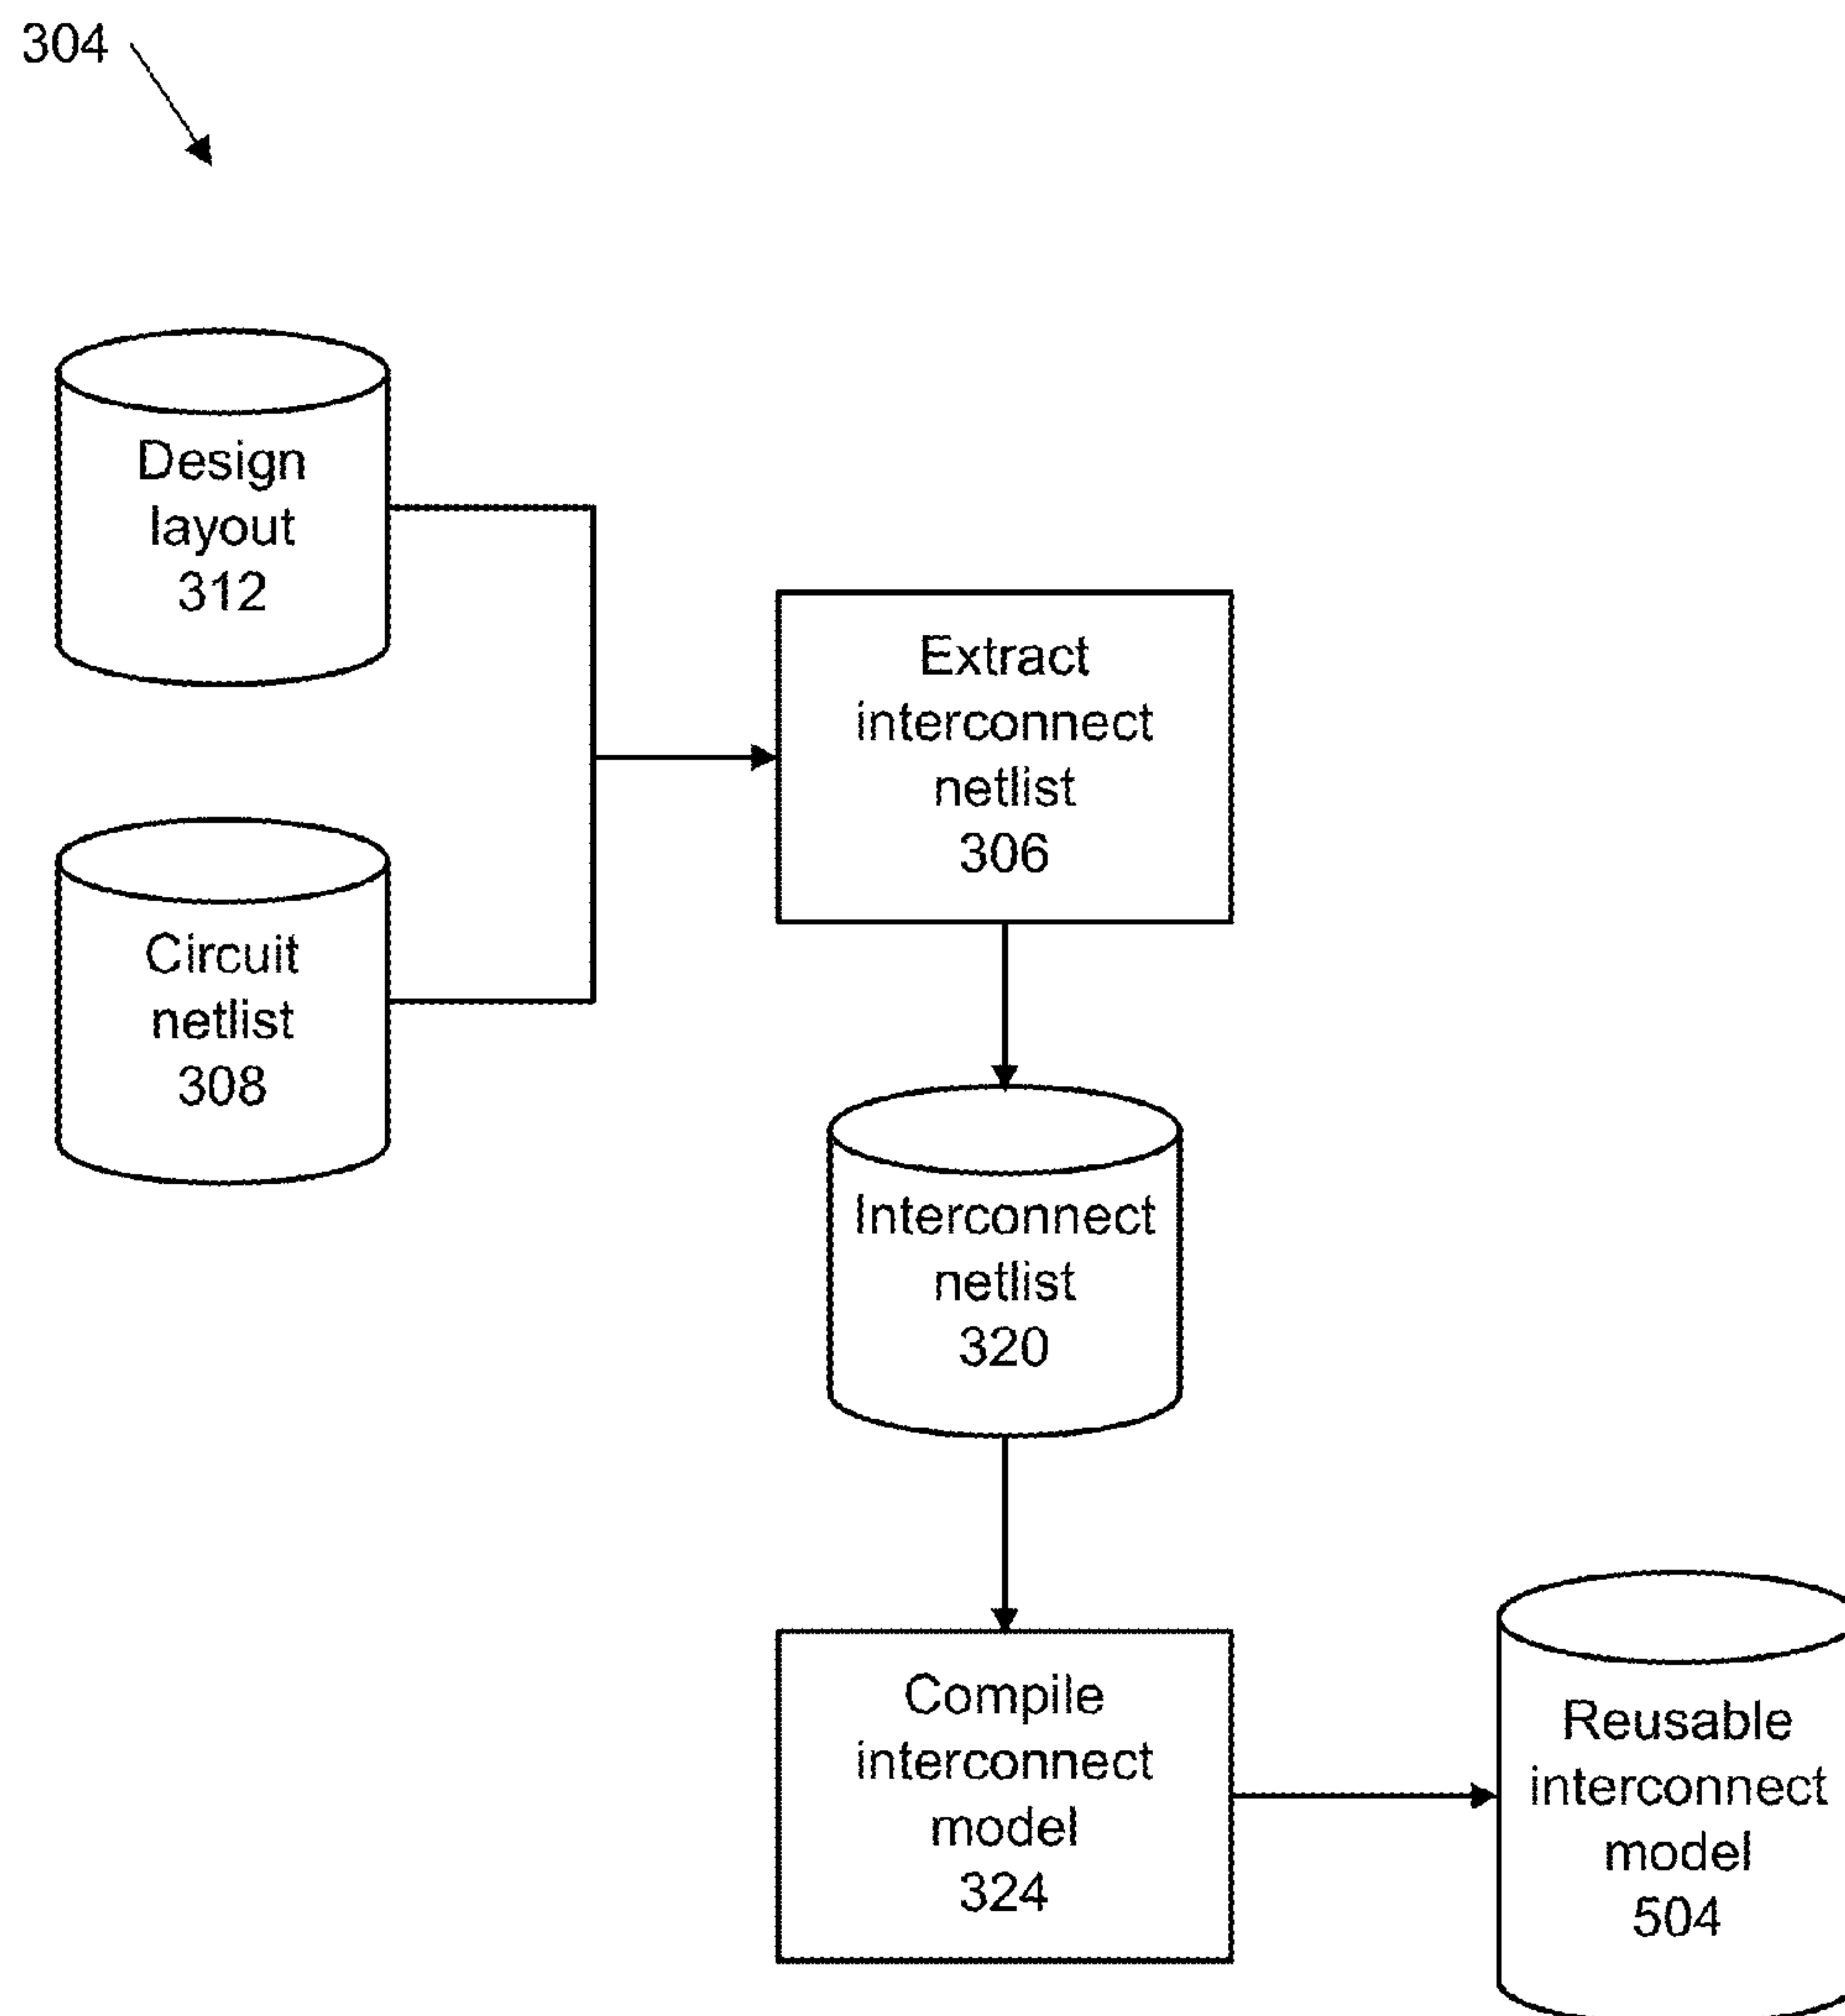 304
Design
layout
312
Extract
interconnect
netlist
306
Circuit
netlist
308
Interconnect
netlist
320
Compile
interconnect
model
324
Reusable
interconnect
model
504